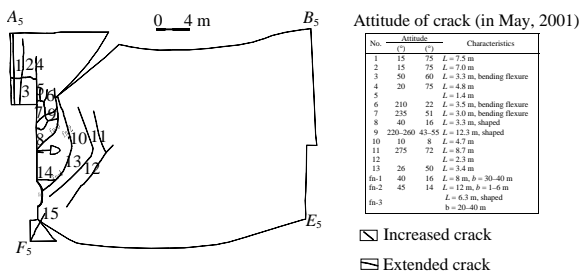 A5
B5
0 4 m
1 2 4
3
5
6
7
9
8
10
11
13
12
14
15
E5
F5
Attitude of crack (in May, 2001)
No. Attitude Characteristics
(°) (°)
1 15 75 L = 7.5 m
2 15 75 L = 7.0 m
3 50 60 L = 3.3 m, bending flexure
4 20 75 L = 4.8 m
5 L = 1.4 m
6 210 22 L = 3.5 m, bending flexure
7 235 51 L = 3.0 m, bending flexure
8 40 16 L = 3.3 m, shaped
9 220–260 43–55 L = 12.3 m, shaped
10 10 8 L = 4.7 m
11 275 72 L = 8.7 m
12 L = 2.3 m
13 26 50 L = 3.4 m
fn-1 40 16 L = 8 m, b = 30–40 m
fn-2 45 14 L = 12 m, b = 1–6 m
fn-3 L = 6.3 m, shaped
b = 20–40 m
Increased crack
Extended crack